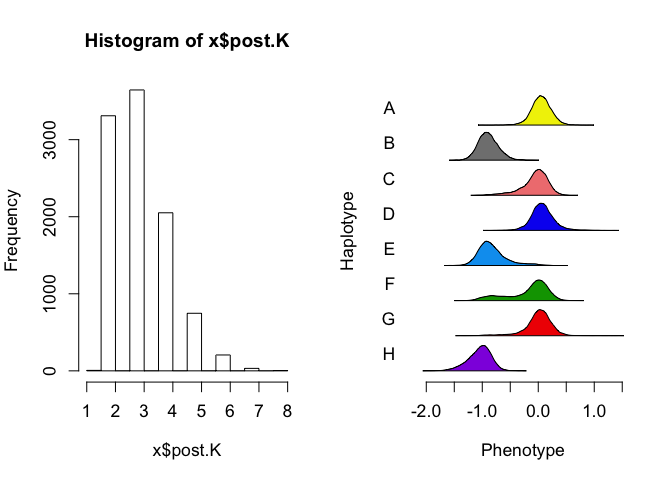 Histogram of x$post.K
Frequency
0
1000
2000
3000
1 2 3 4 5 6 7 8
x$post.K
Haplotype
A
B
C
D
E
F
G
H
-2.0 -1.0 0.0 1.0
Phenotype